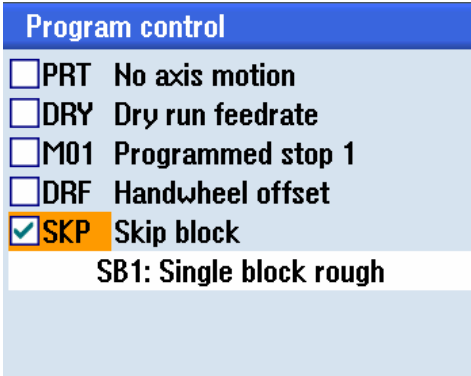 Program control
PRT No axis motion
DRY Dry run feedrate
M01 Programmed stop 1
DRF Handwheel offset
SKP Skip block
SB1: Single block rough